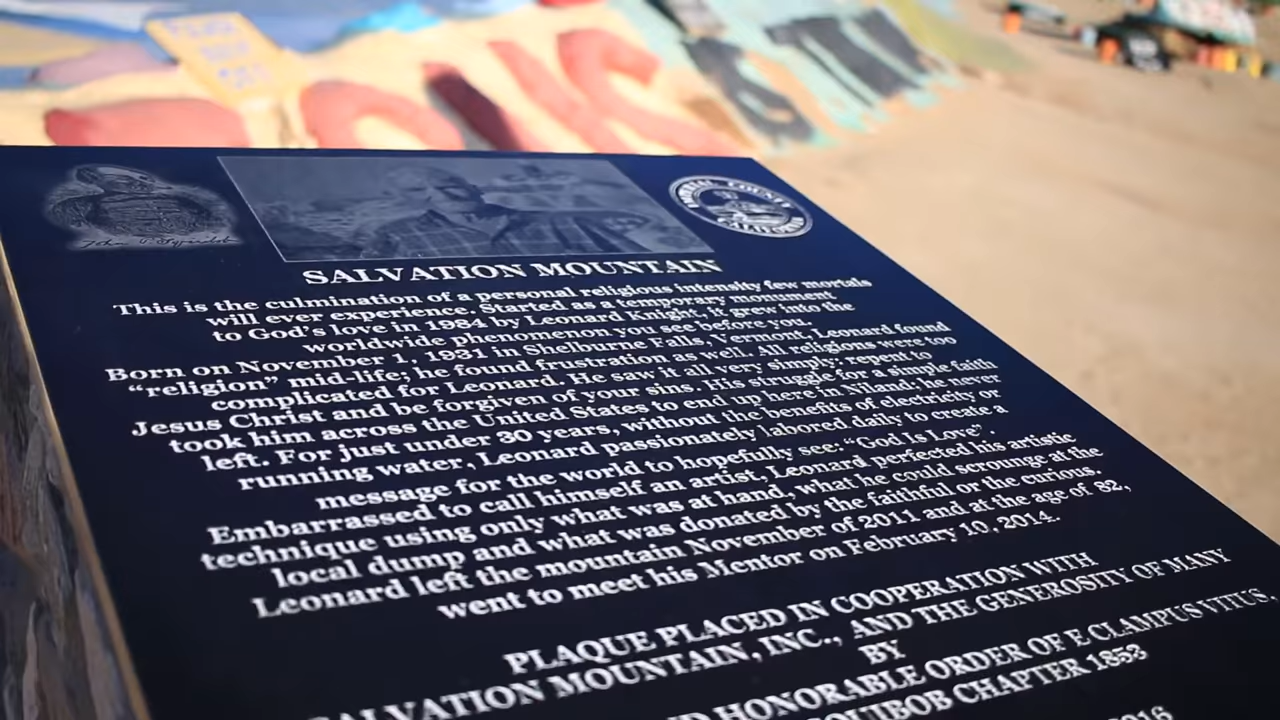 IMPERIAL COUNTY
CALIFORNIA
SALVATION MOUNTAIN
This is the culmination of a personal religious intensity few mortals
will ever experience. Started as a temporary monument
to God's love in 1984 by Leonard Knight, it grew into the
worldwide phenomenon you see before you.
Born on November 1, 1931 in Shelburne Falls, Vermont, Leonard found
“religion” mid-life; he found frustration as well. All religions were too
complicated for Leonard. He saw it all very simply: repent to
Jesus Christ and be forgiven of your sins. His struggle for a simple faith
took him across the United States to end up here in Niland; he never
left. For just under 30 years, without the benefits of electricity or
running water, Leonard passionately labored daily to create a
message for the world to hopefully see: “God Is Love”.
Embarrassed to call himself an artist, Leonard perfected his artistic
technique using only what was at hand, what he could scrounge at the
local dump and what was donated by the faithful or the curious.
Leonard left the mountain November of 2011 and at the age of 82,
went to meet his Mentor on February 10, 2014.
PLAQUE PLACED IN COOPERATION WITH
SALVATION MOUNTAIN, INC., AND THE GENEROSITY OF MANY
BY
HONORABLE ORDER OF E CLAMPUS VITUS,
CHAPTER 1853
2016